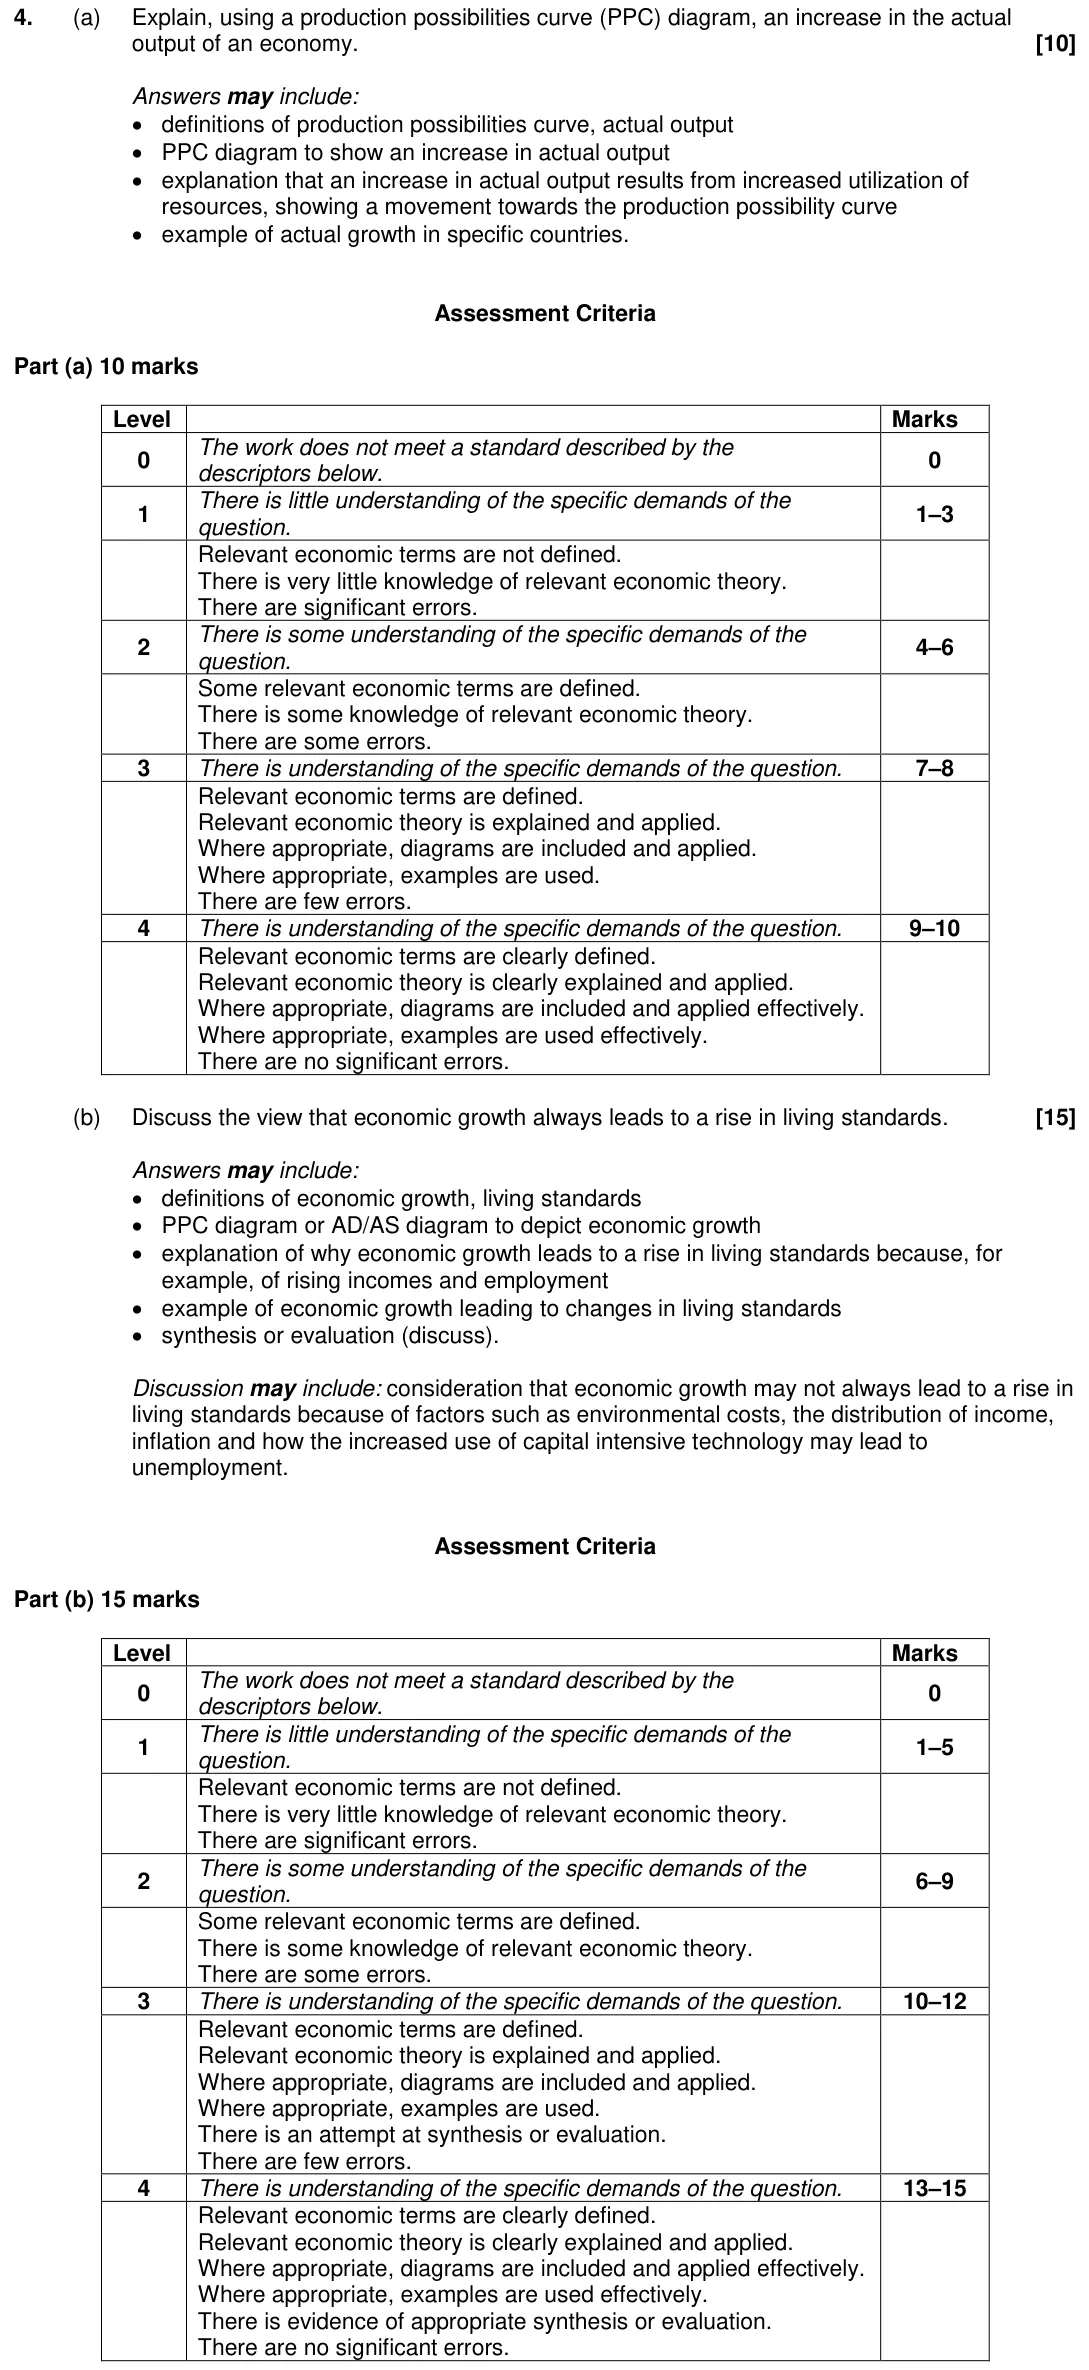 4. (a) Explain, using a production possibilities curve (PPC) diagram, an increase in the actual
output of an economy. [10]
Answers may include:
• definitions of production possibilities curve, actual output
• PPC diagram to show an increase in actual output
• explanation that an increase in actual output results from increased utilization of
resources, showing a movement towards the production possibility curve
• example of actual growth in specific countries.
Assessment Criteria
Part (a) 10 marks
Level Marks
0 The work does not meet a standard described by the
descriptors below. 0
1 There is little understanding of the specific demands of the
question. 1–3
Relevant economic terms are not defined.
There is very little knowledge of relevant economic theory.
There are significant errors.
2 There is some understanding of the specific demands of the
question. 4–6
Some relevant economic terms are defined.
There is some knowledge of relevant economic theory.
There are some errors.
3 There is understanding of the specific demands of the question. 7–8
Relevant economic terms are defined.
Relevant economic theory is explained and applied.
Where appropriate, diagrams are included and applied.
Where appropriate, examples are used.
There are few errors.
4 There is understanding of the specific demands of the question. 9–10
Relevant economic terms are clearly defined.
Relevant economic theory is clearly explained and applied.
Where appropriate, diagrams are included and applied effectively.
Where appropriate, examples are used effectively.
There are no significant errors.
(b) Discuss the view that economic growth always leads to a rise in living standards. [15]
Answers may include:
• definitions of economic growth, living standards
• PPC diagram or AD/AS diagram to depict economic growth
• explanation of why economic growth leads to a rise in living standards because, for
example, of rising incomes and employment
• example of economic growth leading to changes in living standards
• synthesis or evaluation (discuss).
Discussion may include: consideration that economic growth may not always lead to a rise in
living standards because of factors such as environmental costs, the distribution of income,
inflation and how the increased use of capital intensive technology may lead to
unemployment.
Assessment Criteria
Part (b) 15 marks
Level Marks
0 The work does not meet a standard described by the
descriptors below. 0
1 There is little understanding of the specific demands of the
question. 1–5
Relevant economic terms are not defined.
There is very little knowledge of relevant economic theory.
There are significant errors.
2 There is some understanding of the specific demands of the
question. 6–9
Some relevant economic terms are defined.
There is some knowledge of relevant economic theory.
There are some errors.
3 There is understanding of the specific demands of the question. 10–12
Relevant economic terms are defined.
Relevant economic theory is explained and applied.
Where appropriate, diagrams are included and applied.
Where appropriate, examples are used.
There is an attempt at synthesis or evaluation.
There are few errors.
4 There is understanding of the specific demands of the question. 13–15
Relevant economic terms are clearly defined.
Relevant economic theory is clearly explained and applied.
Where appropriate, diagrams are included and applied effectively.
Where appropriate, examples are used effectively.
There is evidence of appropriate synthesis or evaluation.
There are no significant errors.